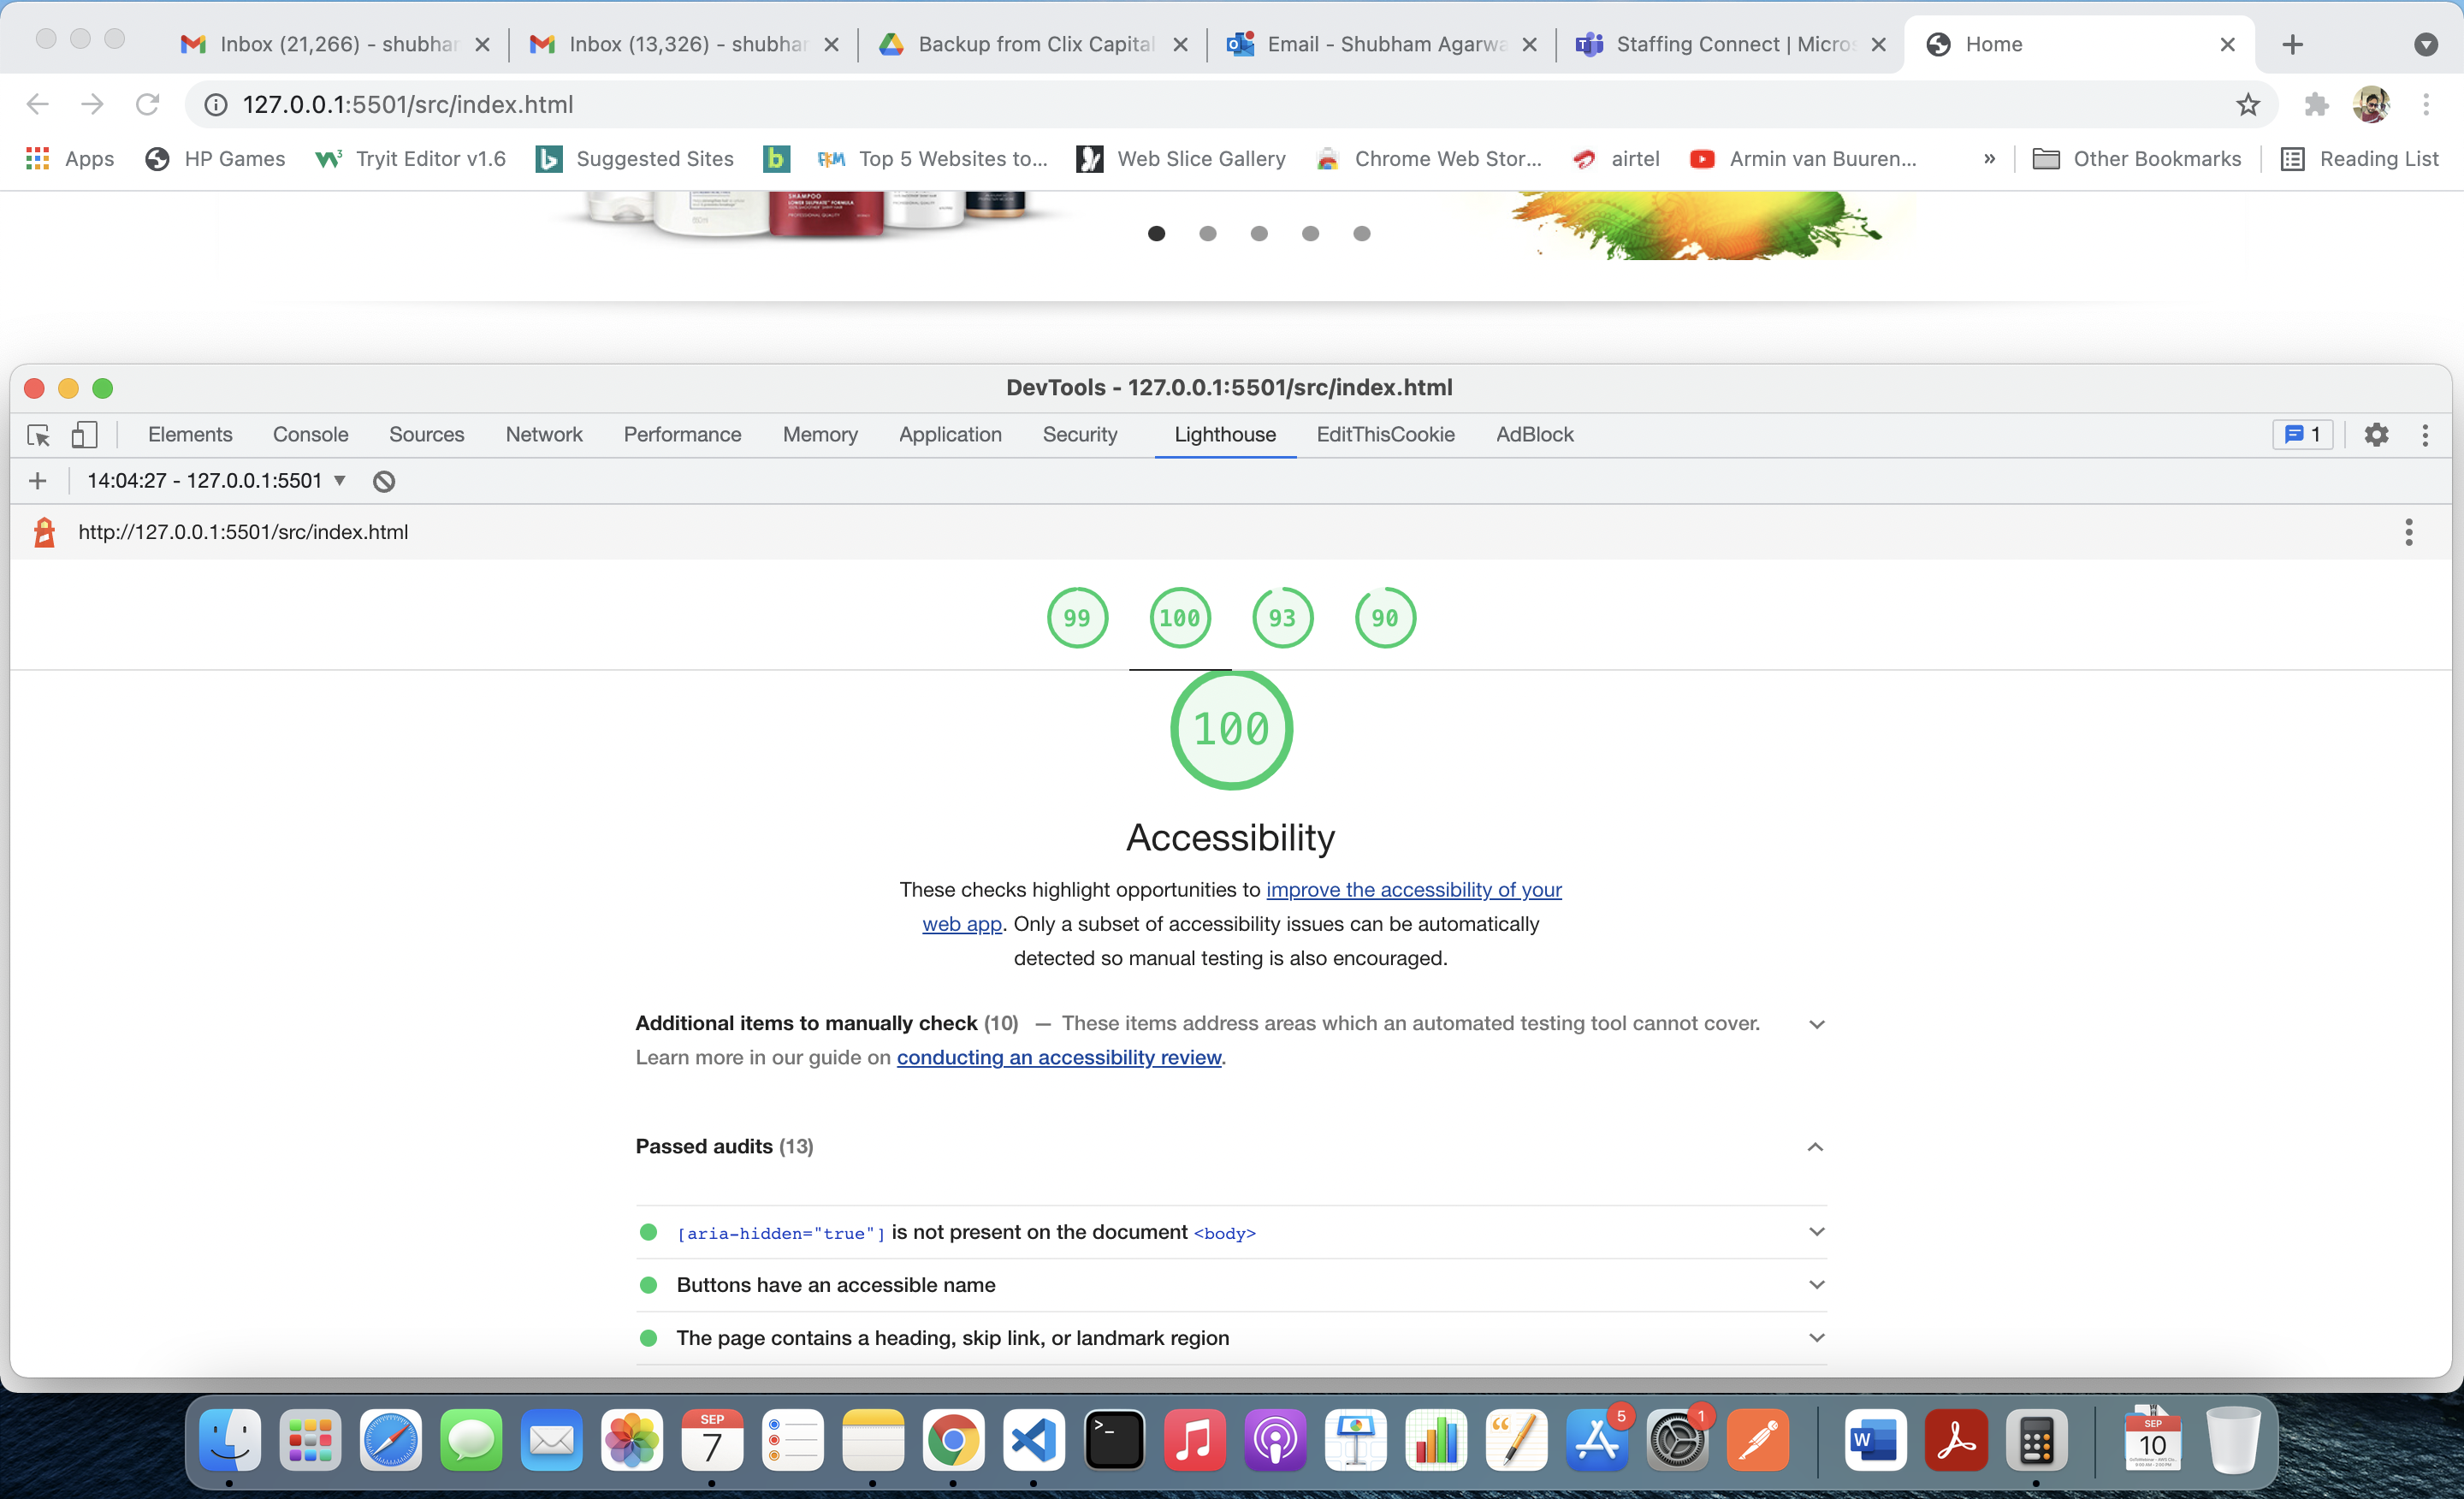 Inbox (21,266) - shubhar
Inbox (13,326) - shubhar
Backup from Clix Capital
Email - Shubham Agarwa
Staffing Connect | Micros
Home
127.0.0.1:5501/src/index.html
Apps
HP Games
Tryit Editor v1.6
Suggested Sites
FKM
Top 5 Websites to...
Web Slice Gallery
Chrome Web Stor...
airtel
Armin van Buuren...
»
Other Bookmarks
Reading List
SHAMPOO
DevTools - 127.0.0.1:5501/src/index.html
Elements
Console
Sources
Network
Performance
Memory
Application
Security
Lighthouse
EditThisCookie
AdBlock
1
14:04:27 - 127.0.0.1:5501
http://127.0.0.1:5501/src/index.html
99
100
93
90
100
Accessibility
These checks highlight opportunities to improve the accessibility of your
web app. Only a subset of accessibility issues can be automatically
detected so manual testing is also encouraged.
Additional items to manually check (10) — These items address areas which an automated testing tool cannot cover.
Learn more in our guide on conducting an accessibility review.
Passed audits (13)
[aria-hidden="true"] is not present on the document <body>
Buttons have an accessible name
The page contains a heading, skip link, or landmark region
SEP
7
5
1
W
SEP
10